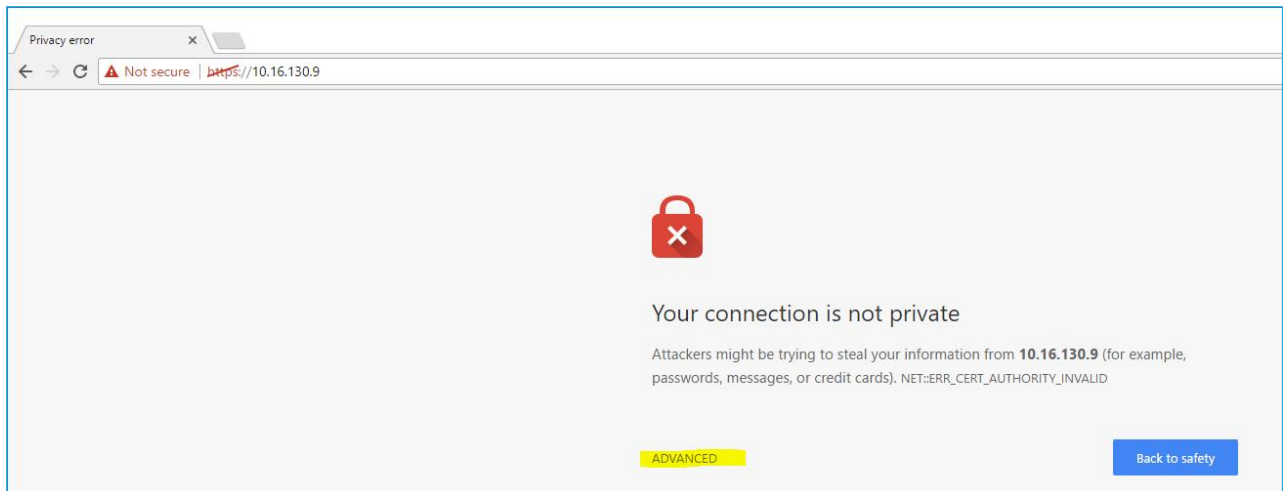 Privacy error
Not secure | https://10.16.130.9
Your connection is not private
Attackers might be trying to steal your information from 10.16.130.9 (for example,
passwords, messages, or credit cards). NET::ERR_CERT_AUTHORITY_INVALID
ADVANCED
Back to safety